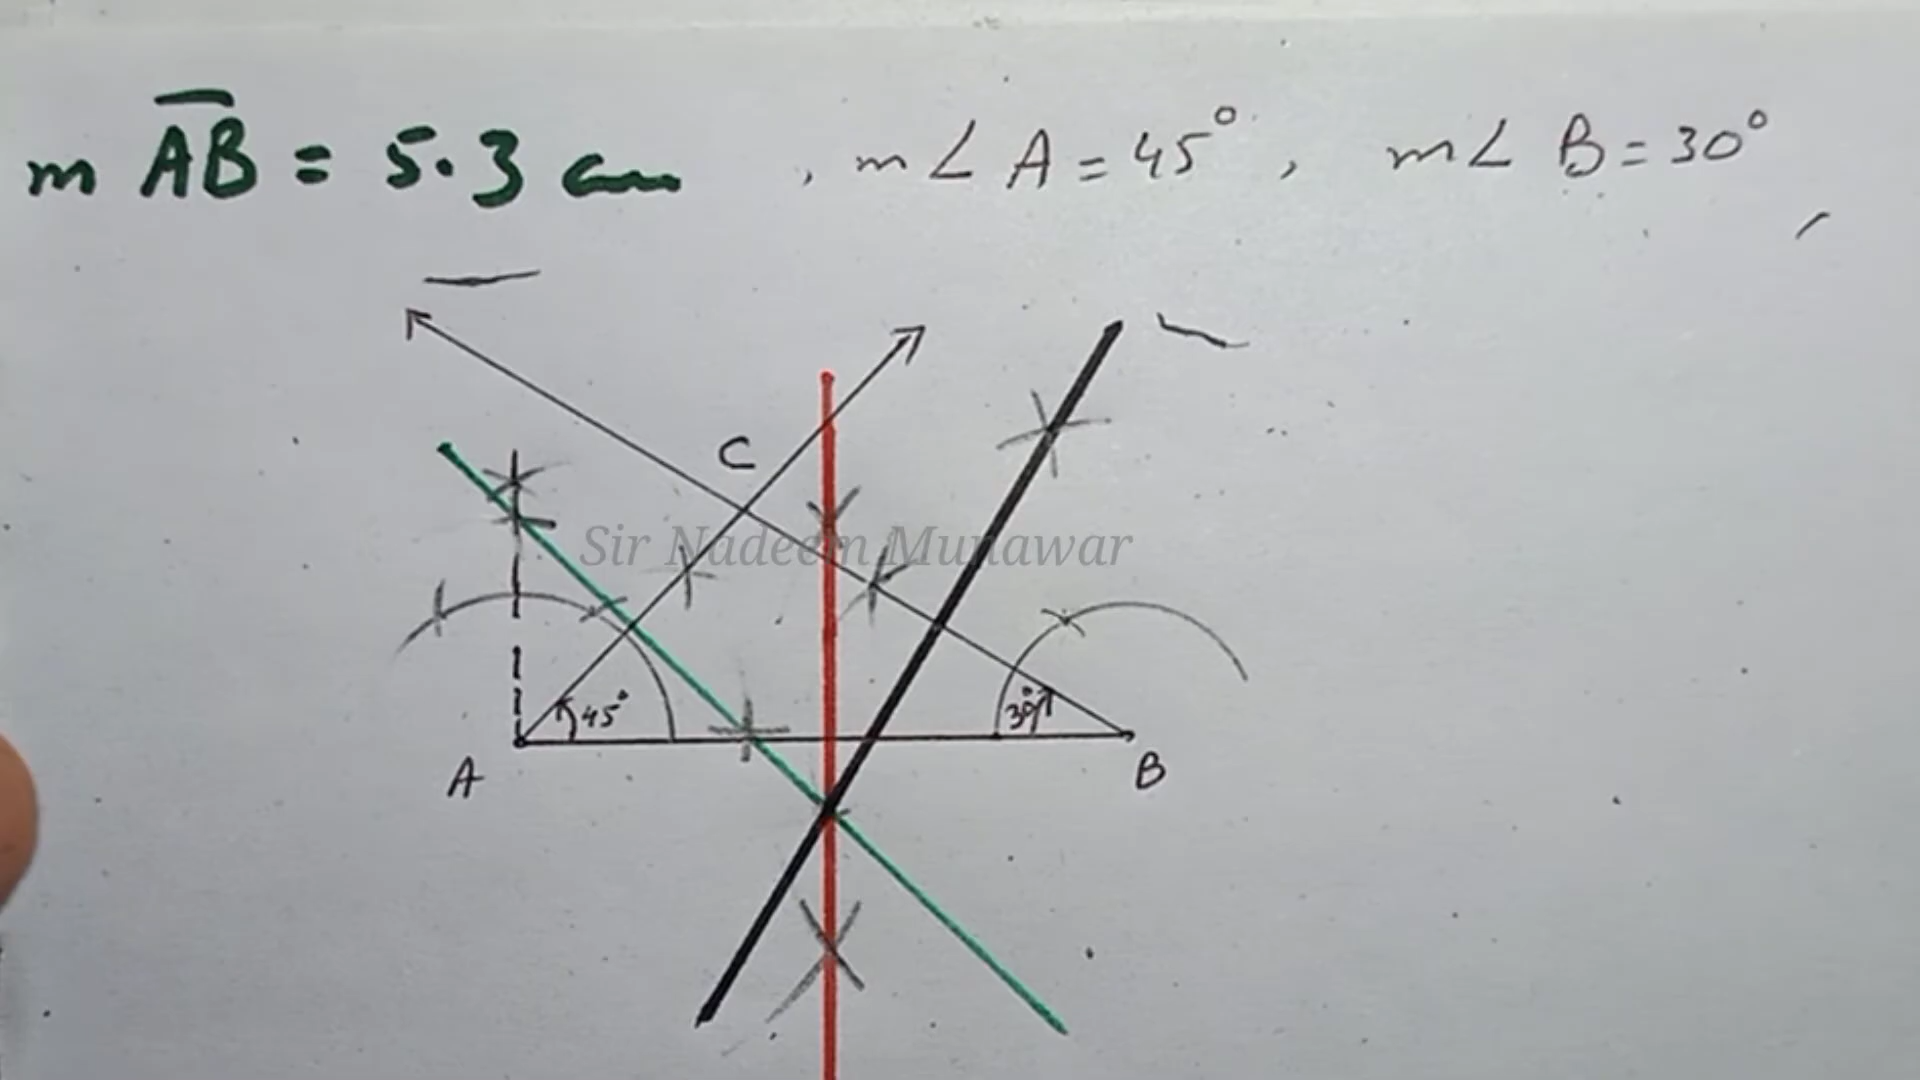 m AB = 5.3 cm , m∠A = 45°, m∠B = 30°
C
Sir Nadeem Munawar
45° 30°
A B